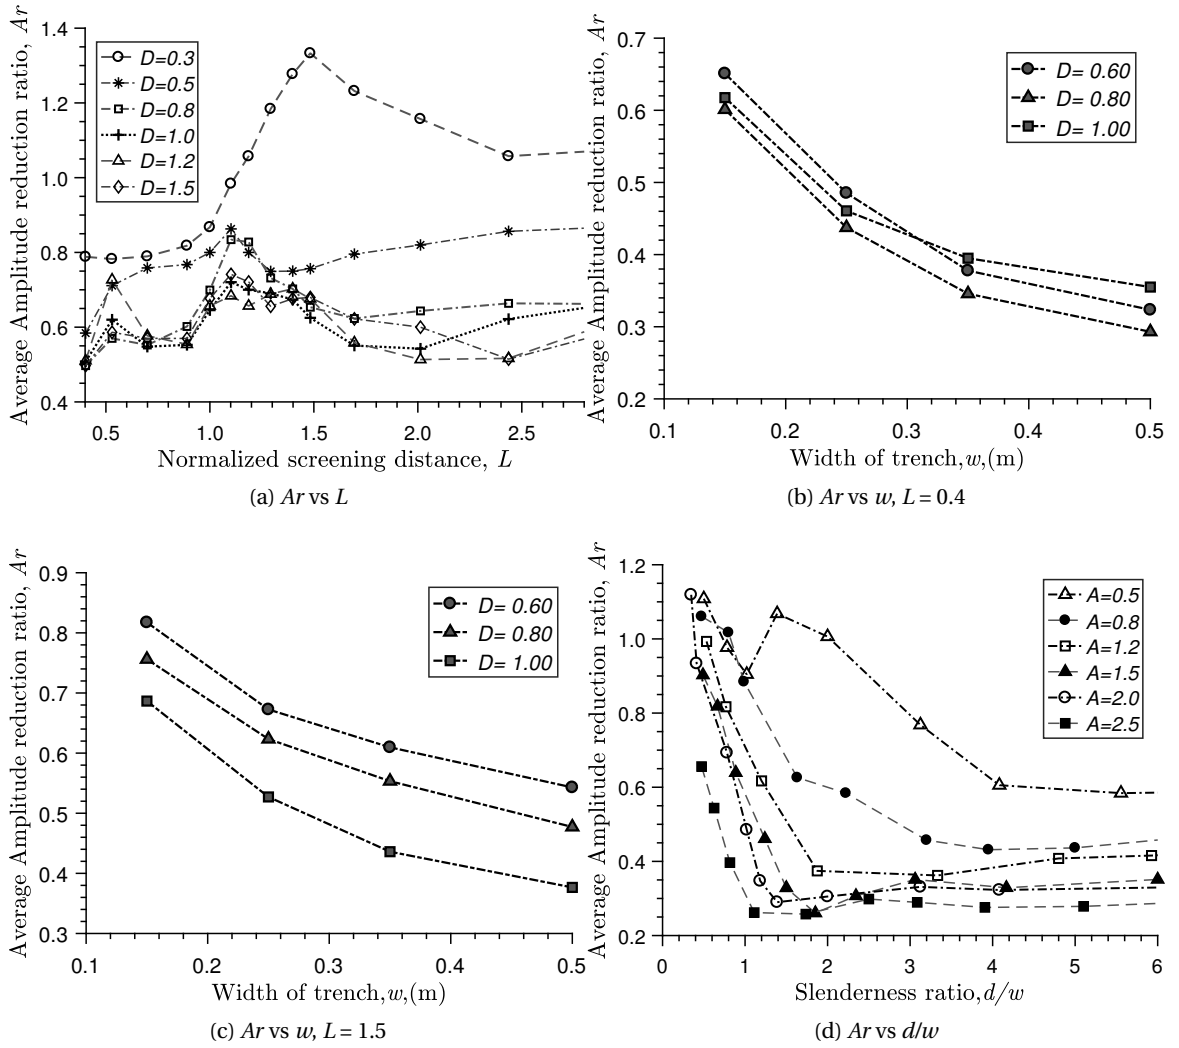 Average Amplitude reduction ratio, Ar
1.4
1.2
1.0
0.8
0.6
0.4
D=0.3
D=0.5
D=0.8
D=1.0
D=1.2
D=1.5
0.5 1.0 1.5 2.0 2.5
Normalized screening distance, L
(a) Ar vs L
Average Amplitude reduction ratio, Ar
0.7
0.6
0.5
0.4
0.3
0.2
D= 0.60
D= 0.80
D= 1.00
0.1 0.2 0.3 0.4 0.5
Width of trench,w,(m)
(b) Ar vs w, L = 0.4
Average Amplitude reduction ratio, Ar
0.9
0.8
0.7
0.6
0.5
0.4
0.3
D= 0.60
D= 0.80
D= 1.00
0.1 0.2 0.3 0.4 0.5
Width of trench,w,(m)
(c) Ar vs w, L = 1.5
Average Amplitude reduction ratio, Ar
1.2
1.0
0.8
0.6
0.4
0.2
A=0.5
A=0.8
A=1.2
A=1.5
A=2.0
A=2.5
0 1 2 3 4 5 6
Slenderness ratio,d/w
(d) Ar vs d/w